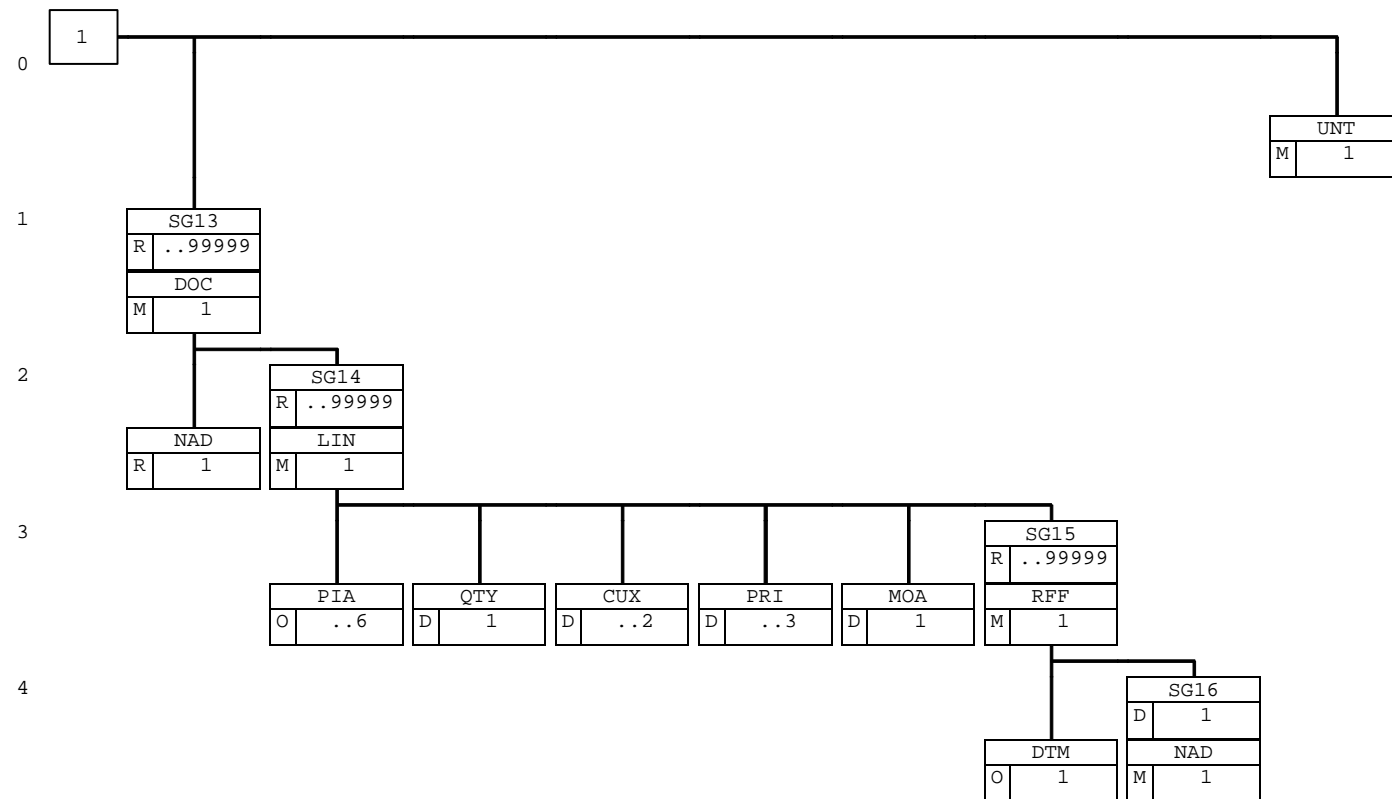 1
0
UNT
M 1
1
SG13
R ..99999
DOC
M 1
2
SG14
R ..99999
NAD LIN
R 1 M 1
3
SG15
R ..99999
PIA QTY CUX PRI MOA RFF
O ..6 D 1 D ..2 D ..3 D 1 M 1
4
SG16
D 1
DTM NAD
O 1 M 1